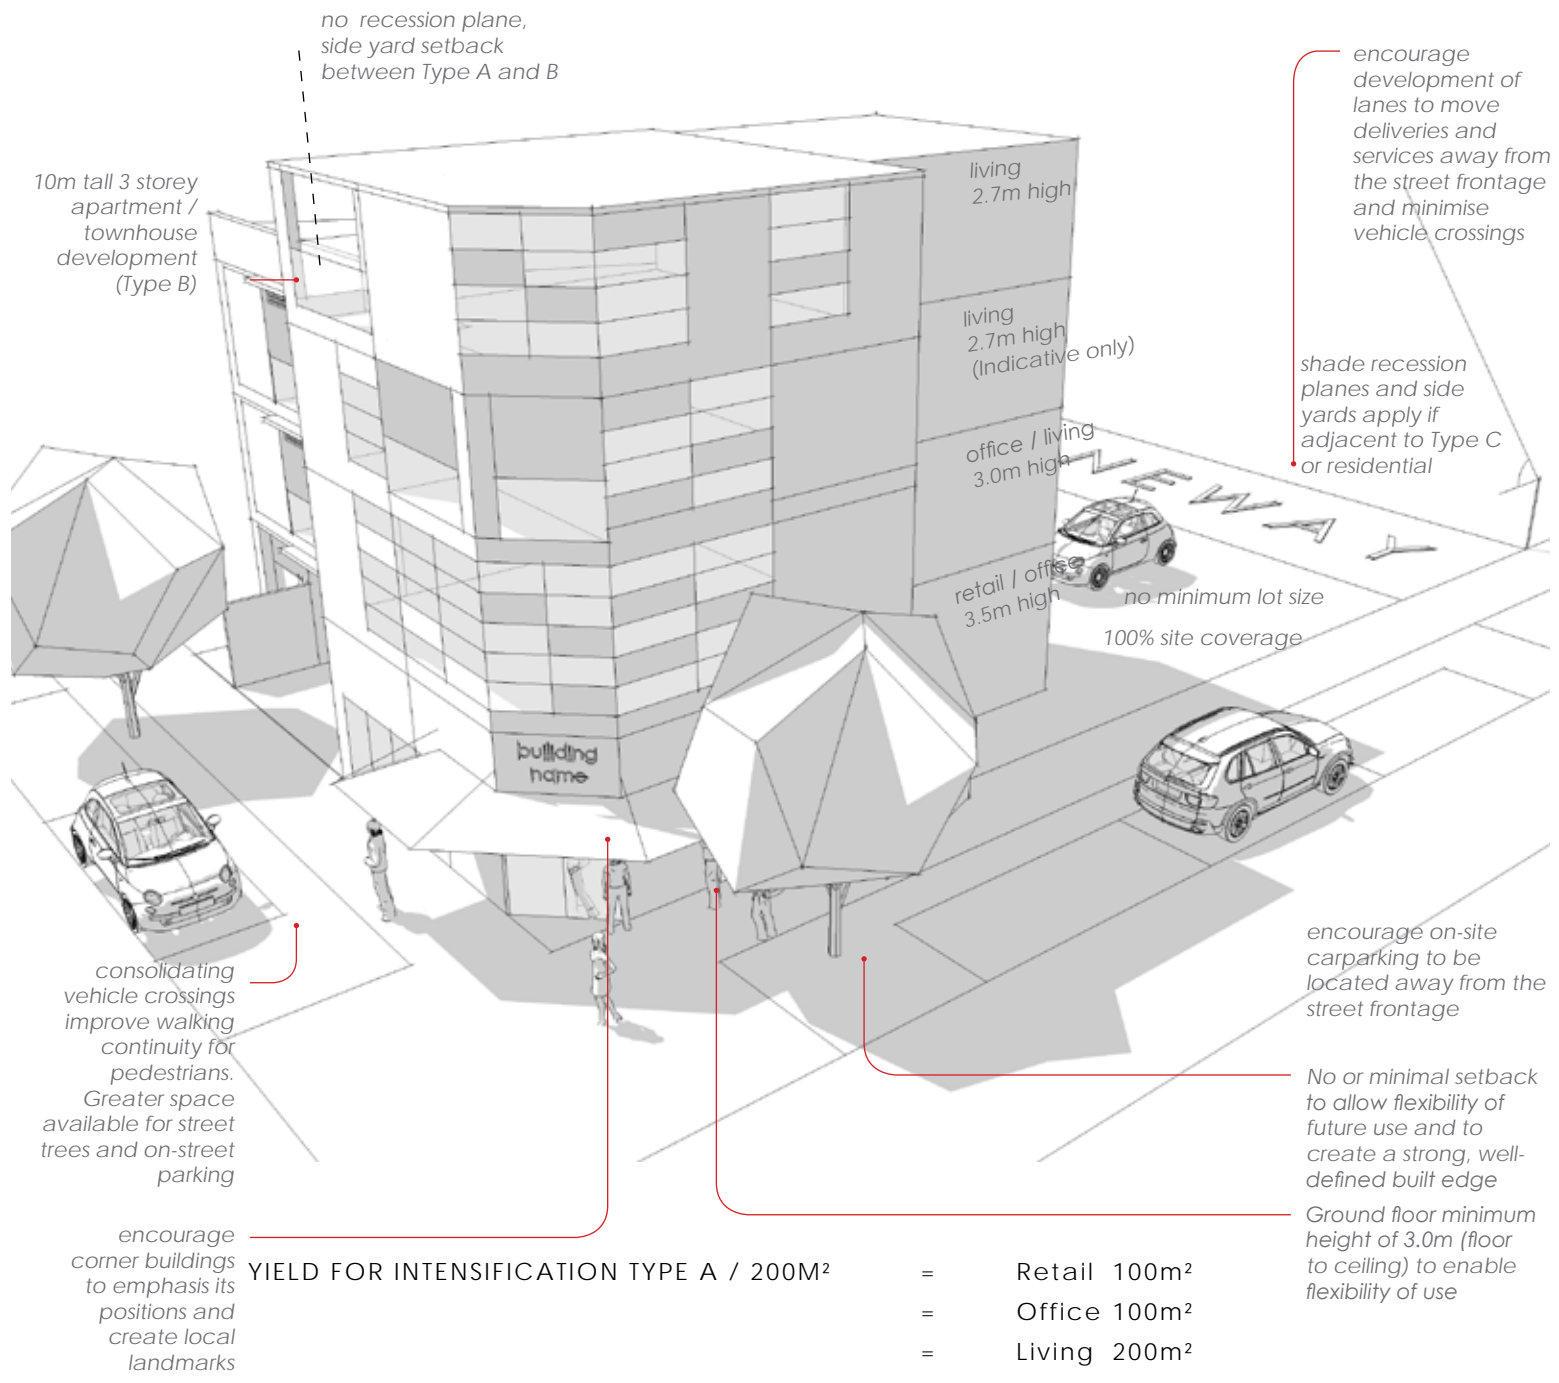 no recession plane,
side yard setback
between Type A and B
encourage
development of
lanes to move
deliveries and
services away from
the street frontage
and minimise
vehicle crossings
10m tall 3 storey
apartment /
townhouse
development
(Type B)
living
2.7m high
living
2.7m high
(Indicative only)
shade recession
planes and side
yards apply if
adjacent to Type C
or residential
office / living
3.0m high
NEWAY
retail / office
3.5m high
no minimum lot size
100% site coverage
building
name
consolidating
vehicle crossings
improve walking
continuity for
pedestrians.
Greater space
available for street
trees and on-street
parking
encourage on-site
carparking to be
located away from the
street frontage
No or minimal setback
to allow flexibility of
future use and to
create a strong, well-
defined built edge
Ground floor minimum
height of 3.0m (floor
to ceiling) to enable
flexibility of use
encourage
corner buildings
to emphasis its
positions and
create local
landmarks
YIELD FOR INTENSIFICATION TYPE A / 200M² = Retail 100m²
= Office 100m²
= Living 200m²